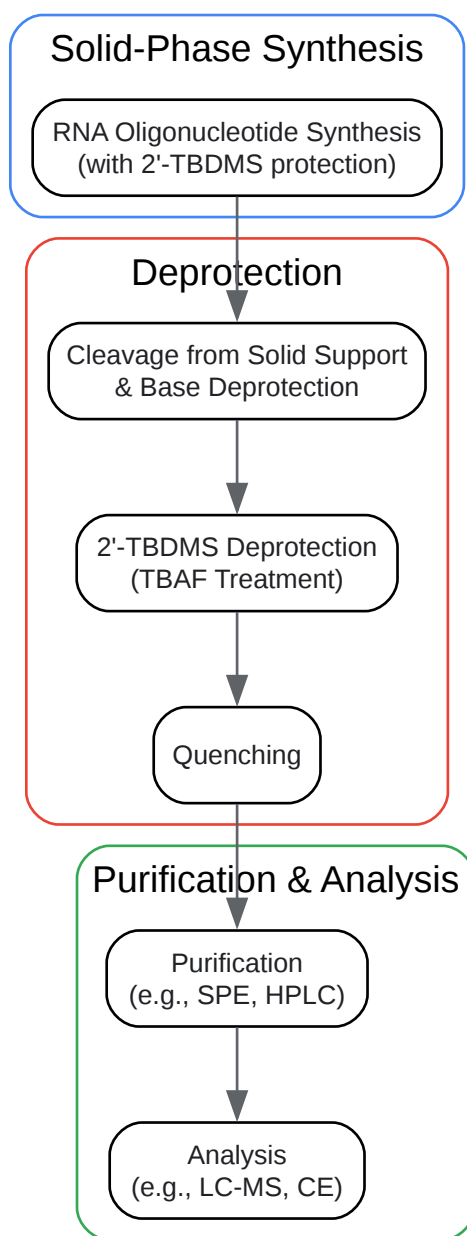 Solid-Phase Synthesis
RNA Oligonucleotide Synthesis
(with 2'-TBDMS protection)
Deprotection
Cleavage from Solid Support
& Base Deprotection
2'-TBDMS Deprotection
(TBAF Treatment)
Quenching
Purification & Analysis
Purification
(e.g., SPE, HPLC)
Analysis
(e.g., LC-MS, CE)